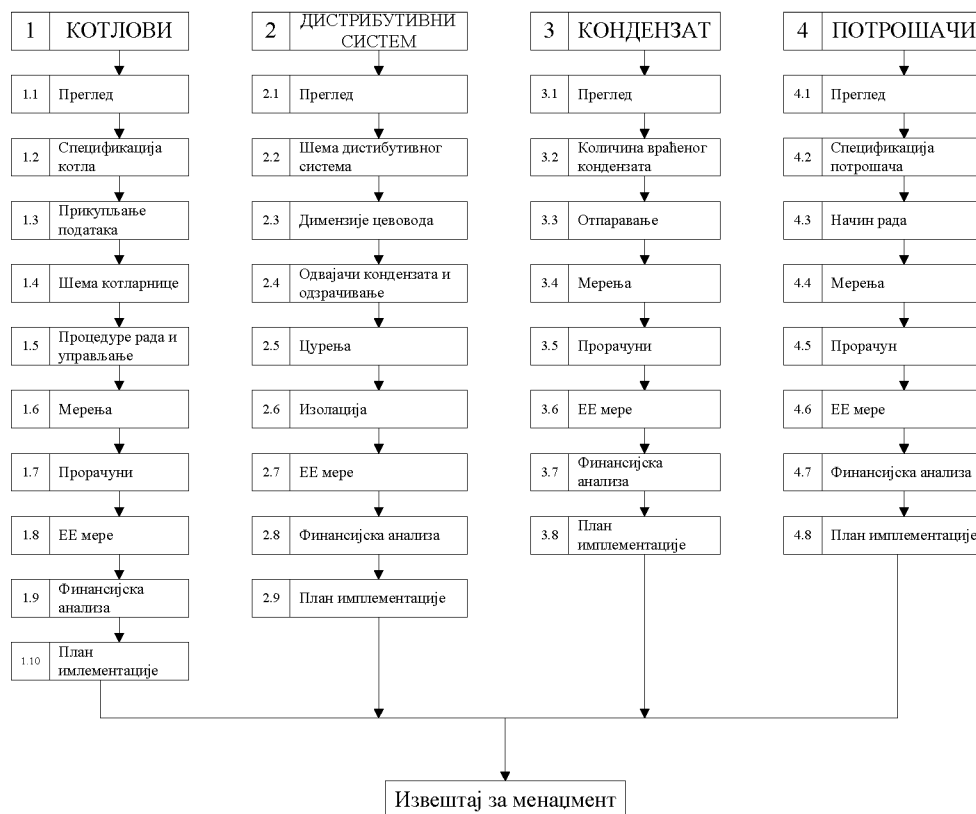 1 КОТЛОВИ
1.1 Преглед
1.2 Спецификација
котла
1.3 Прикупљање
података
1.4 Шема котларнице
1.5 Процедуре рада и
управљање
1.6 Мерења
1.7 Прорачуни
1.8 ЕЕ мере
1.9 Финансијска
анализа
1.10 План
имлементације
2 ДИСТРИБУТИВНИ
СИСТЕМ
2.1 Преглед
2.2 Шема дистибутивног
система
2.3 Димензије цевовода
2.4 Одвајачи кондензата и
одзрачивање
2.5 Цурења
2.6 Изолација
2.7 ЕЕ мере
2.8 Финансијска анализа
2.9 План имплементације
3 КОНДЕНЗАТ
3.1 Преглед
3.2 Количина враћеног
кондензата
3.3 Отпаравање
3.4 Мерења
3.5 Прорачуни
3.6 ЕЕ мере
3.7 Финансијска
анализа
3.8 План
имплементације
4 ПОТРОШАЧИ
4.1 Преглед
4.2 Спецификација
потрошача
4.3 Начин рада
4.4 Мерења
4.5 Прорачун
4.6 ЕЕ мере
4.7 Финансијска анализа
4.8 План имплементације
Извештај за менаџмент